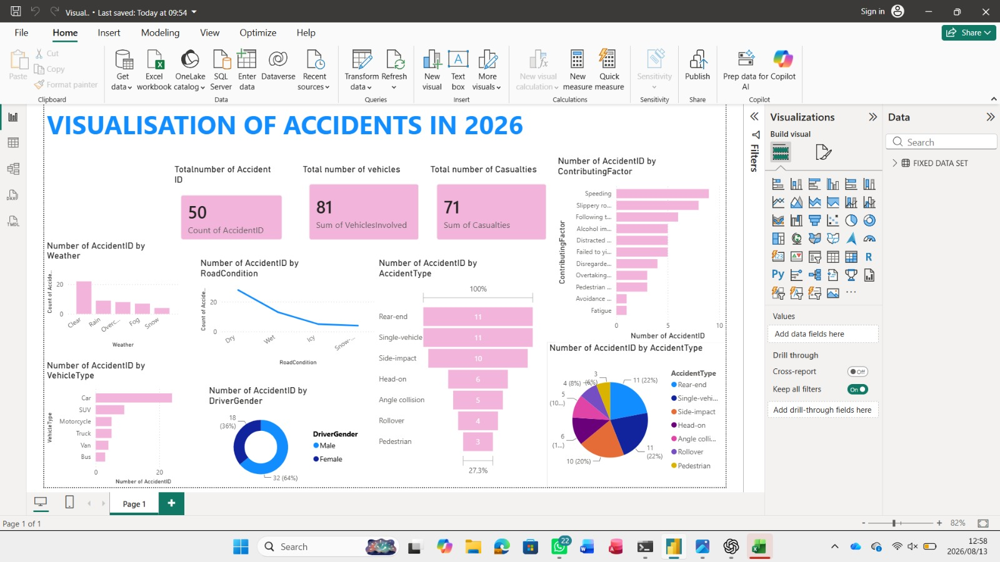 Visual.. • Last saved: Today at 09:54
Sign in
File Home Insert Modeling View Optimize Help
Share
Paste
Cut
Copy
Format painter
Clipboard
Get data
Excel workbook
OneLake catalog
SQL Server
Enter data
Dataverse
Recent sources
Data
Transform data
Refresh
Queries
New visual
Text box
More visuals
Insert
New visual calculation
New measure
Quick measure
Calculations
Sensitivity
Sensitivity
Publish
Share
Prep data for AI
Copilot
Copilot
VISUALISATION OF ACCIDENTS IN 2026
Totalnumber of Accident
ID
50
Count of AccidentID
Total number of vehicles
81
Sum of VehiclesInvolved
Total number of Casualties
71
Sum of Casualties
Number of AccidentID by
ContributingFactor
ContributingFactor
Speeding
Slippery ro...
Following t...
Alcohol im...
Distracted ...
Failed to yi...
Disregarde...
Overtaking...
Pedestrian ...
Avoidance ...
Fatigue
0 5 10
Number of AccidentID
Number of AccidentID by
Weather
Count of Accide..
20
0
Clear Rain Overc... Fog Snow
Weather
Number of AccidentID by
RoadCondition
Count of Accide..
20
0
Dry Wet Icy Snow-...
RoadCondition
Number of AccidentID by
AccidentType
100%
Rear-end 11
Single-vehicle 11
Side-impact 10
Head-on 6
Angle collision 5
Rollover 4
Pedestrian 3
27.3%
Number of AccidentID by
VehicleType
VehicleType
Car
SUV
Motorcycle
Truck
Van
Bus
0 20
Number of AccidentID
Number of AccidentID by
DriverGender
18
(36%)
32 (64%)
DriverGender
Male
Female
Number of AccidentID by AccidentType
3
(6%)
4 (8%)
5
(10...)
6
(1...)
10 (20%)
11
(22%)
11 (22%)
AccidentType
Rear-end
Single-vehi...
Side-impact
Head-on
Angle colli...
Rollover
Pedestrian
Filters
Visualizations
Build visual
123
R
Py
Values
Add data fields here
Drill through
Cross-report
Off
Keep all filters
On
Add drill-through fields here
Data
Search
FIXED DATA SET
DAX
TMDL
Page 1
Page 1 of 1
- + 82%
Search
22
12:58
2026/08/13